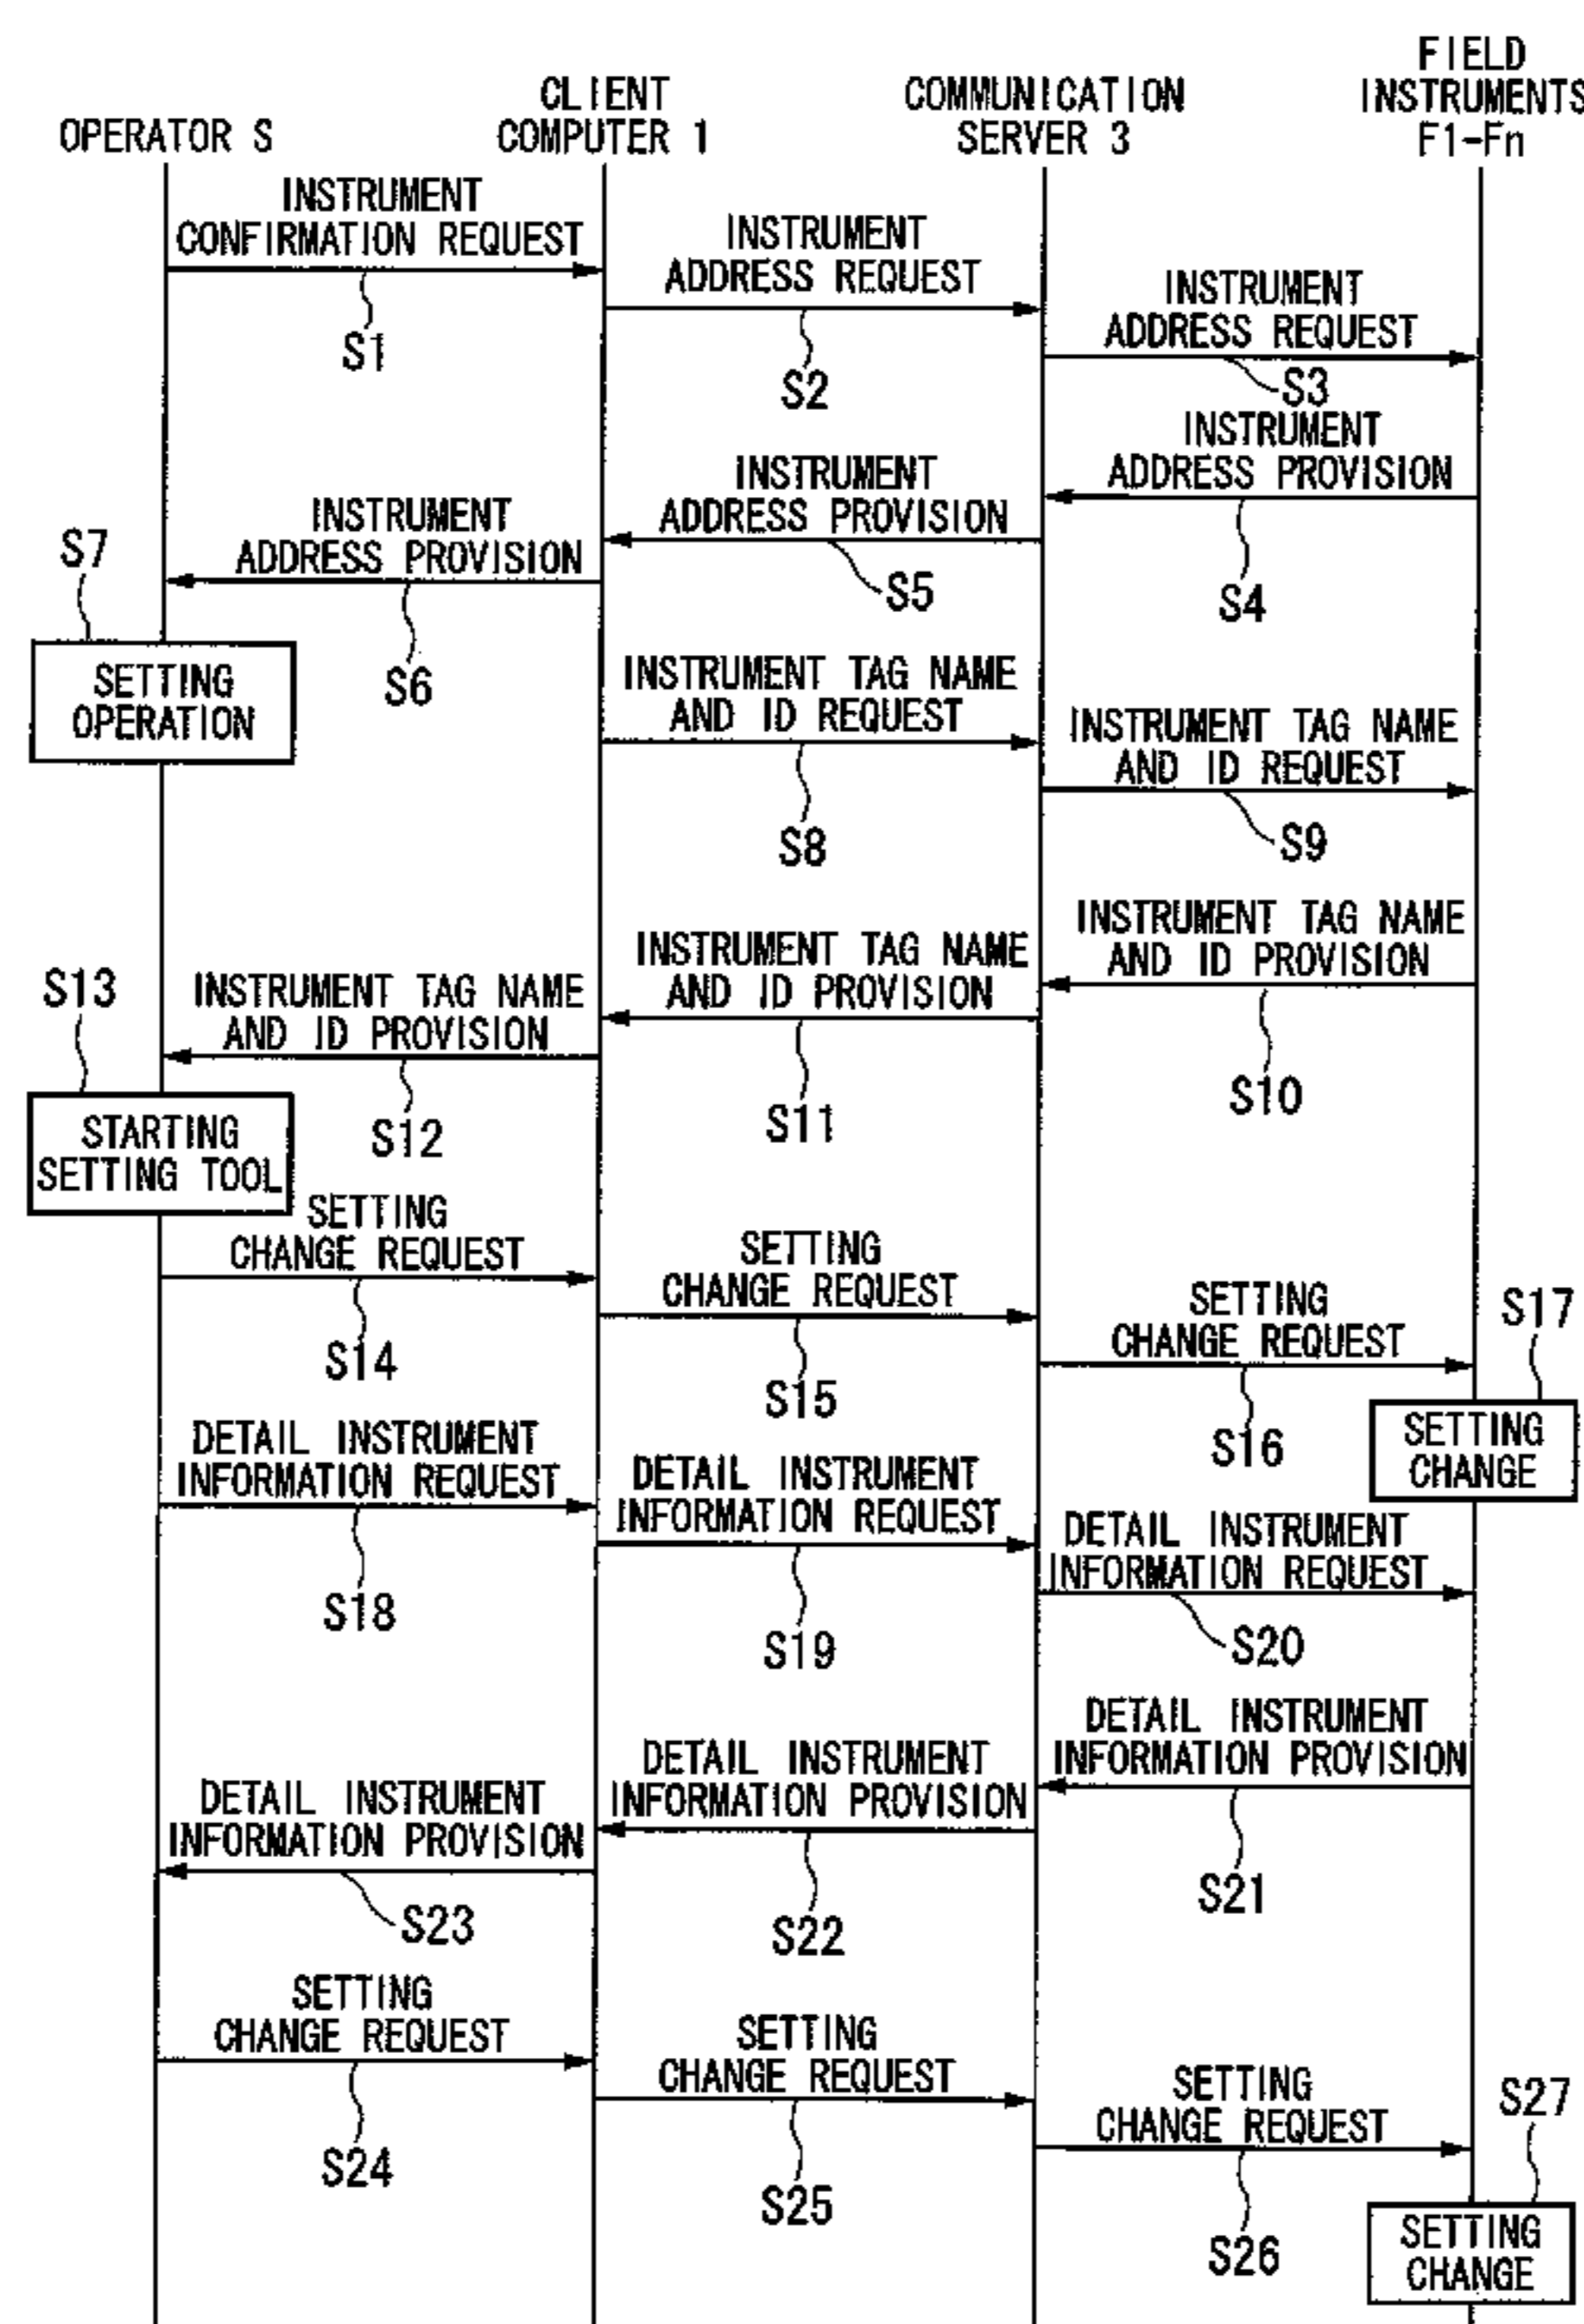 OPERATOR S
CLIENT
COMPUTER 1
COMMUNICATION
SERVER 3
FIELD
INSTRUMENTS
F1-Fn
INSTRUMENT
CONFIRMATION REQUEST
S1
INSTRUMENT
ADDRESS REQUEST
S2
INSTRUMENT
ADDRESS REQUEST
S3
INSTRUMENT
ADDRESS PROVISION
S4
INSTRUMENT
ADDRESS PROVISION
S5
INSTRUMENT
ADDRESS PROVISION
S6
S7
SETTING
OPERATION
INSTRUMENT TAG NAME
AND ID REQUEST
S8
INSTRUMENT TAG NAME
AND ID REQUEST
S9
INSTRUMENT TAG NAME
AND ID PROVISION
S10
INSTRUMENT TAG NAME
AND ID PROVISION
S11
INSTRUMENT TAG NAME
AND ID PROVISION
S12
S13
STARTING
SETTING TOOL
SETTING
CHANGE REQUEST
S14
SETTING
CHANGE REQUEST
S15
SETTING
CHANGE REQUEST
S16
S17
SETTING
CHANGE
DETAIL INSTRUMENT
INFORMATION REQUEST
S18
DETAIL INSTRUMENT
INFORMATION REQUEST
S19
DETAIL INSTRUMENT
INFORMATION REQUEST
S20
DETAIL INSTRUMENT
INFORMATION PROVISION
S21
DETAIL INSTRUMENT
INFORMATION PROVISION
S22
DETAIL INSTRUMENT
INFORMATION PROVISION
S23
SETTING
CHANGE REQUEST
S24
SETTING
CHANGE REQUEST
S25
SETTING
CHANGE REQUEST
S26
S27
SETTING
CHANGE